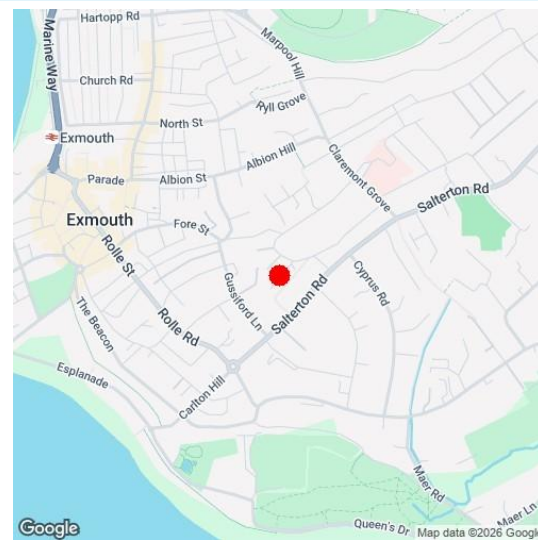 Hartopp Rd
Marine Way
Marpool Hill
Church Rd
Ryll Grove
North St
Exmouth
Albion Hill
Claremont Grove
Parade
Albion St
Salterton Rd
Exmouth
Fore St
Rolle St
Gussiford Ln
Cyprus Rd
Salterton Rd
The Beacon
Rolle Rd
Esplanade
Carlton Hill
Maer Rd
Maer Ln
Queen's Dr
Google
Map data ©2026 Google